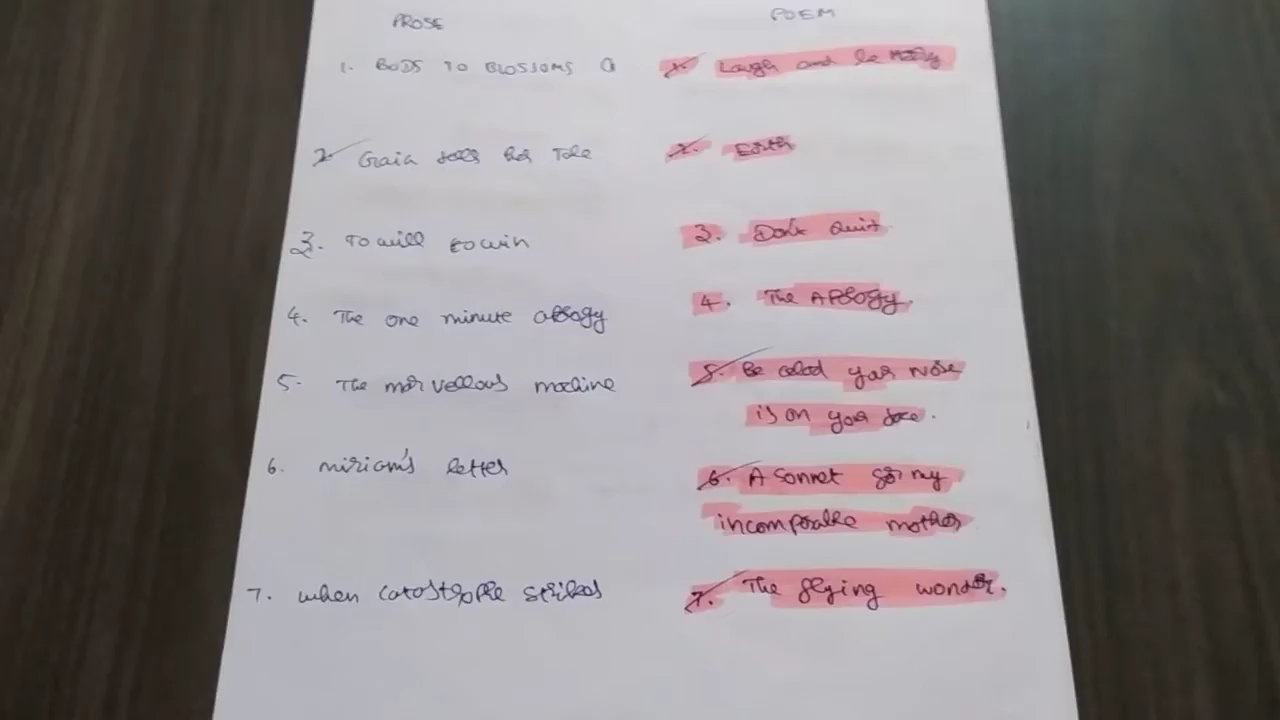 PROSE
1. BUDS TO BLOSSOMS
2. Gaia tells her Tale
3. To will to win
4. The one minute apology
5. The marvellous machine
6. miriam's letter
7. when catastrophe strikes
POEM
1. Laugh and be Merry
2. Earth
3. Don't Quit
4. The Apology.
5. Be Glad your Nose
is on your face.
6. A sonnet for my
incomparable mother
7. The flying wonder.